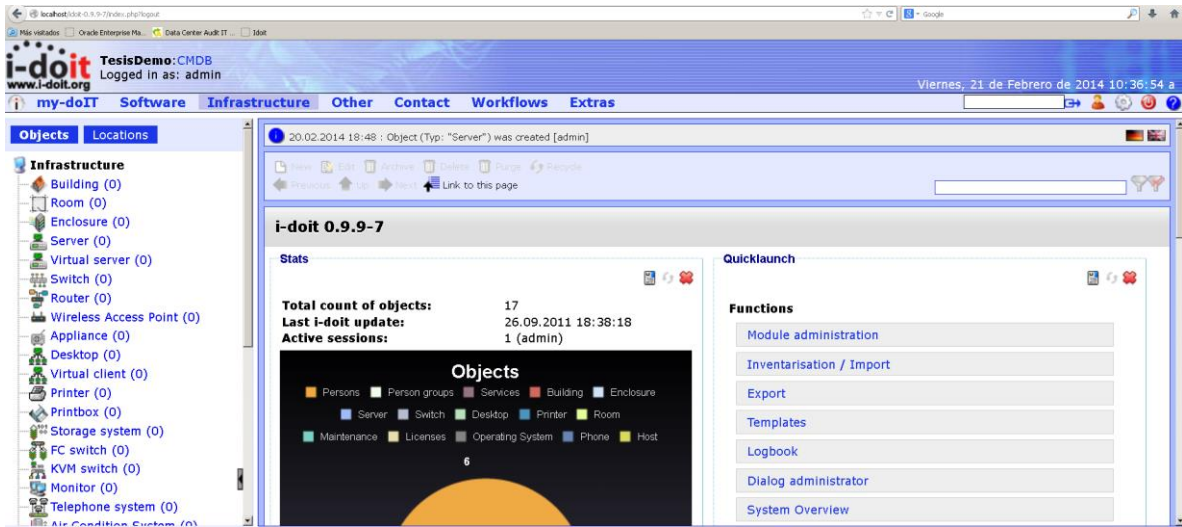 localhost/idoit-0.9.9-7/index.php?logout
Google
Más visitados Oracle Enterprise Ma... Data Center Audit IT ... Idoit
i-doit
www.i-doit.org
TesisDemo:CMDB
Logged in as: admin
Viernes, 21 de Febrero de 2014 10:36:54 a
my-doIT Software Infrastructure Other Contact Workflows Extras
Objects Locations
Infrastructure
Building (0)
Room (0)
Enclosure (0)
Server (0)
Virtual server (0)
Switch (0)
Router (0)
Wireless Access Point (0)
Appliance (0)
Desktop (0)
Virtual client (0)
Printer (0)
Printbox (0)
Storage system (0)
FC switch (0)
KVM switch (0)
Monitor (0)
Telephone system (0)
Air Condition System (0)
20.02.2014 18:48 : Object (Typ: "Server") was created [admin]
New Edit Archive Delete Purge Recycle
Previous Up Next Link to this page
i-doit 0.9.9-7
Stats
Total count of objects: 17
Last i-doit update: 26.09.2011 18:38:18
Active sessions: 1 (admin)
Objects
Persons Person groups Services Building Enclosure
Server Switch Desktop Printer Room
Maintenance Licenses Operating System Phone Host
6
Quicklaunch
Functions
Module administration
Inventarisation / Import
Export
Templates
Logbook
Dialog administrator
System Overview